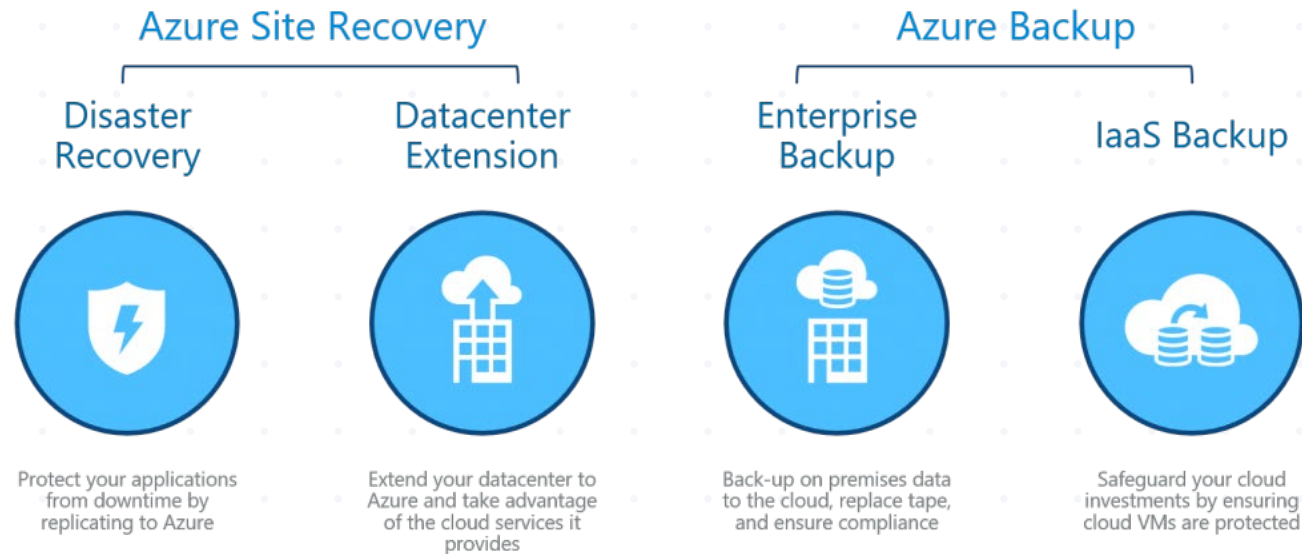 Azure Site Recovery
Disaster
Recovery
Protect your applications
from downtime by
replicating to Azure
Datacenter
Extension
Extend your datacenter to
Azure and take advantage
of the cloud services it
provides
Azure Backup
Enterprise
Backup
Back-up on premises data
to the cloud, replace tape,
and ensure compliance
IaaS Backup
Safeguard your cloud
investments by ensuring
cloud VMs are protected